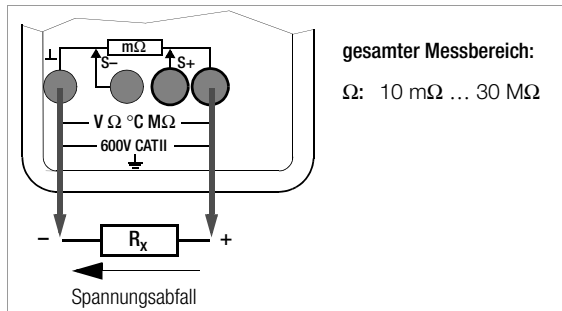 mΩ
⊥ S– S+
V Ω °C MΩ
600V CATII
– Rx +
Spannungsabfall
gesamter Messbereich:
Ω: 10 mΩ … 30 MΩ